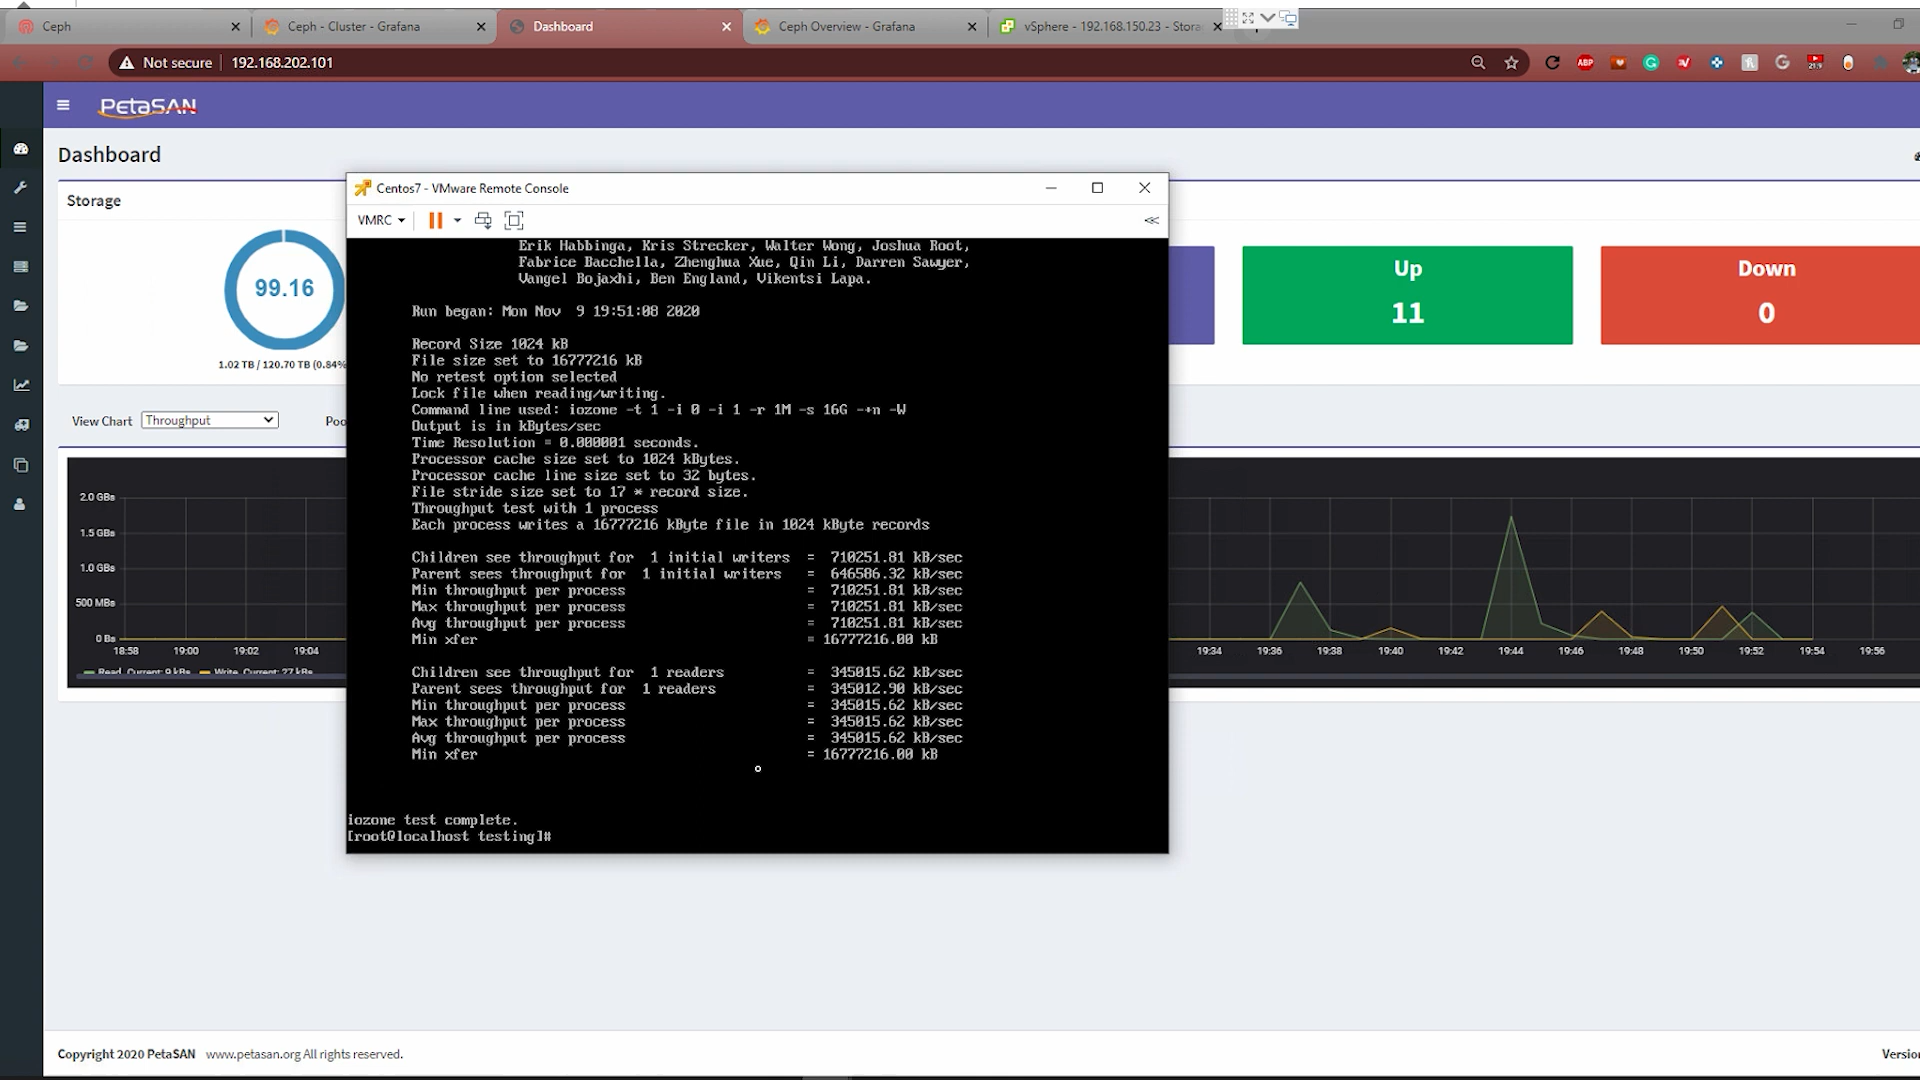 Ceph
Ceph - Cluster - Grafana
Dashboard
Ceph Overview - Grafana
vSphere - 192.168.150.23 - Stora
Not secure
192.168.202.101
ABP
PetaSAN
Dashboard
Storage
99.16
1.02 TB / 120.70 TB (0.84%
Up
11
Down
0
View Chart
Throughput
2.0 GBs
1.5 GBs
1.0 GBs
500 MBs
0 Bs
18:58
19:00
19:02
19:04
Read Current: 9 kBs
Write Current: 27 kBs
19:34
19:36
19:38
19:40
19:42
19:44
19:46
19:48
19:50
19:52
19:54
19:56
Centos7 - VMware Remote Console
VMRC
Erik Habbinga, Kris Strecker, Walter Wong, Joshua Root,
Fabrice Bacchella, Zhenghua Xue, Qin Li, Darren Sawyer,
Vangel Bojaxhi, Ben England, Vikentsi Lapa.
Run began: Mon Nov  9 19:51:08 2020
Record Size 1024 kB
File size set to 16777216 kB
No retest option selected
Lock file when reading/writing.
Command line used: iozone -t 1 -i 0 -i 1 -r 1M -s 16G -+n -W
Output is in kBytes/sec
Time Resolution = 0.000001 seconds.
Processor cache size set to 1024 kBytes.
Processor cache line size set to 32 bytes.
File stride size set to 17 * record size.
Throughput test with 1 process
Each process writes a 16777216 kByte file in 1024 kByte records
Children see throughput for  1 initial writers  =  710251.81 kB/sec
Parent sees throughput for  1 initial writers   =  646586.32 kB/sec
Min throughput per process                      =  710251.81 kB/sec
Max throughput per process                      =  710251.81 kB/sec
Avg throughput per process                      =  710251.81 kB/sec
Min xfer                                        = 16777216.00 kB
Children see throughput for  1 readers          =  345015.62 kB/sec
Parent sees throughput for  1 readers           =  345012.90 kB/sec
Min throughput per process                      =  345015.62 kB/sec
Max throughput per process                      =  345015.62 kB/sec
Avg throughput per process                      =  345015.62 kB/sec
Min xfer                                        = 16777216.00 kB
iozone test complete.
[root@localhost testing]#
Copyright 2020 PetaSAN www.petasan.org All rights reserved.
Versio